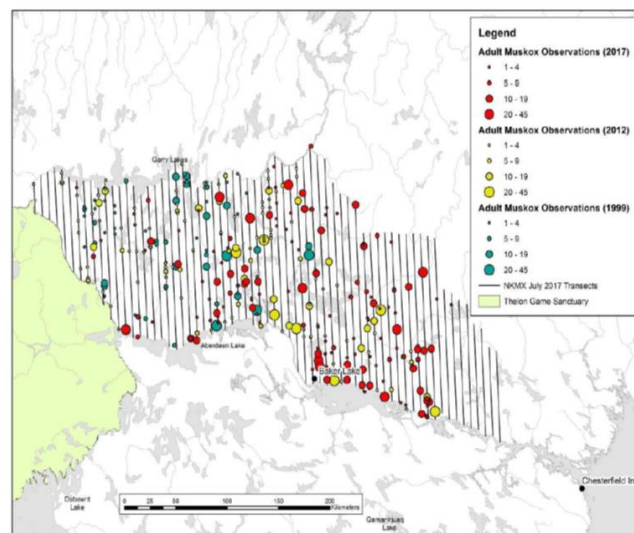 Legend
Adult Muskox Observations (2017)
1 - 4
5 - 9
10 - 19
20 - 45
Adult Muskox Observations (2012)
1 - 4
5 - 9
10 - 19
20 - 45
Adult Muskox Observations (1999)
1 - 4
5 - 9
10 - 19
20 - 45
NKMX July 2017 Transects
Thelon Game Sanctuary
Garry Lakes
Aberdeen Lake
Baker Lake
Chesterfield In
Dubawnt
Lake
0 25 50 100 150 200
Kilometers
Lake